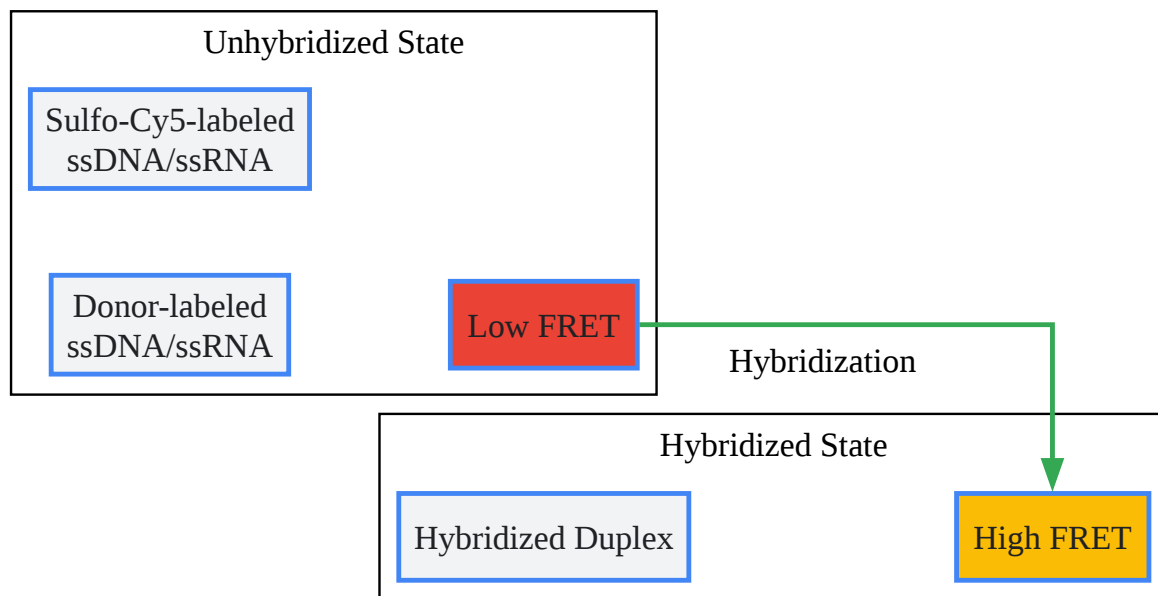 Unhybridized State
Sulfo-Cy5-labeled
ssDNA/ssRNA
Donor-labeled
ssDNA/ssRNA
Low FRET
Hybridization
Hybridized State
Hybridized Duplex
High FRET